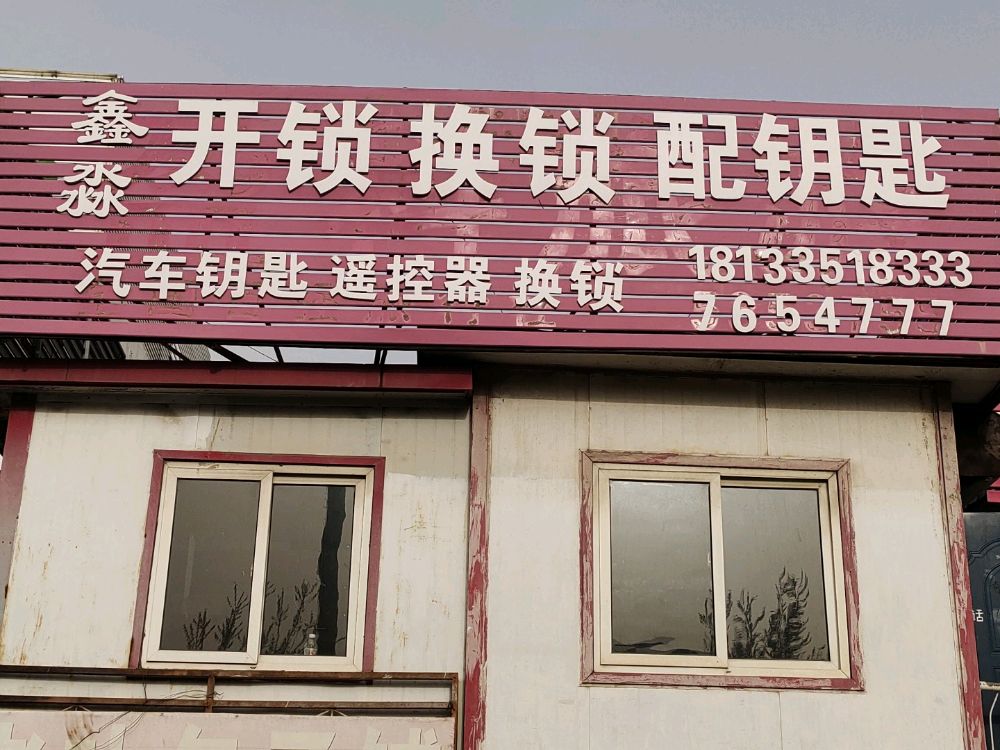 鑫淼 开锁 换锁 配钥匙
汽车钥匙 遥控器 换锁
18133518333
7654777
话